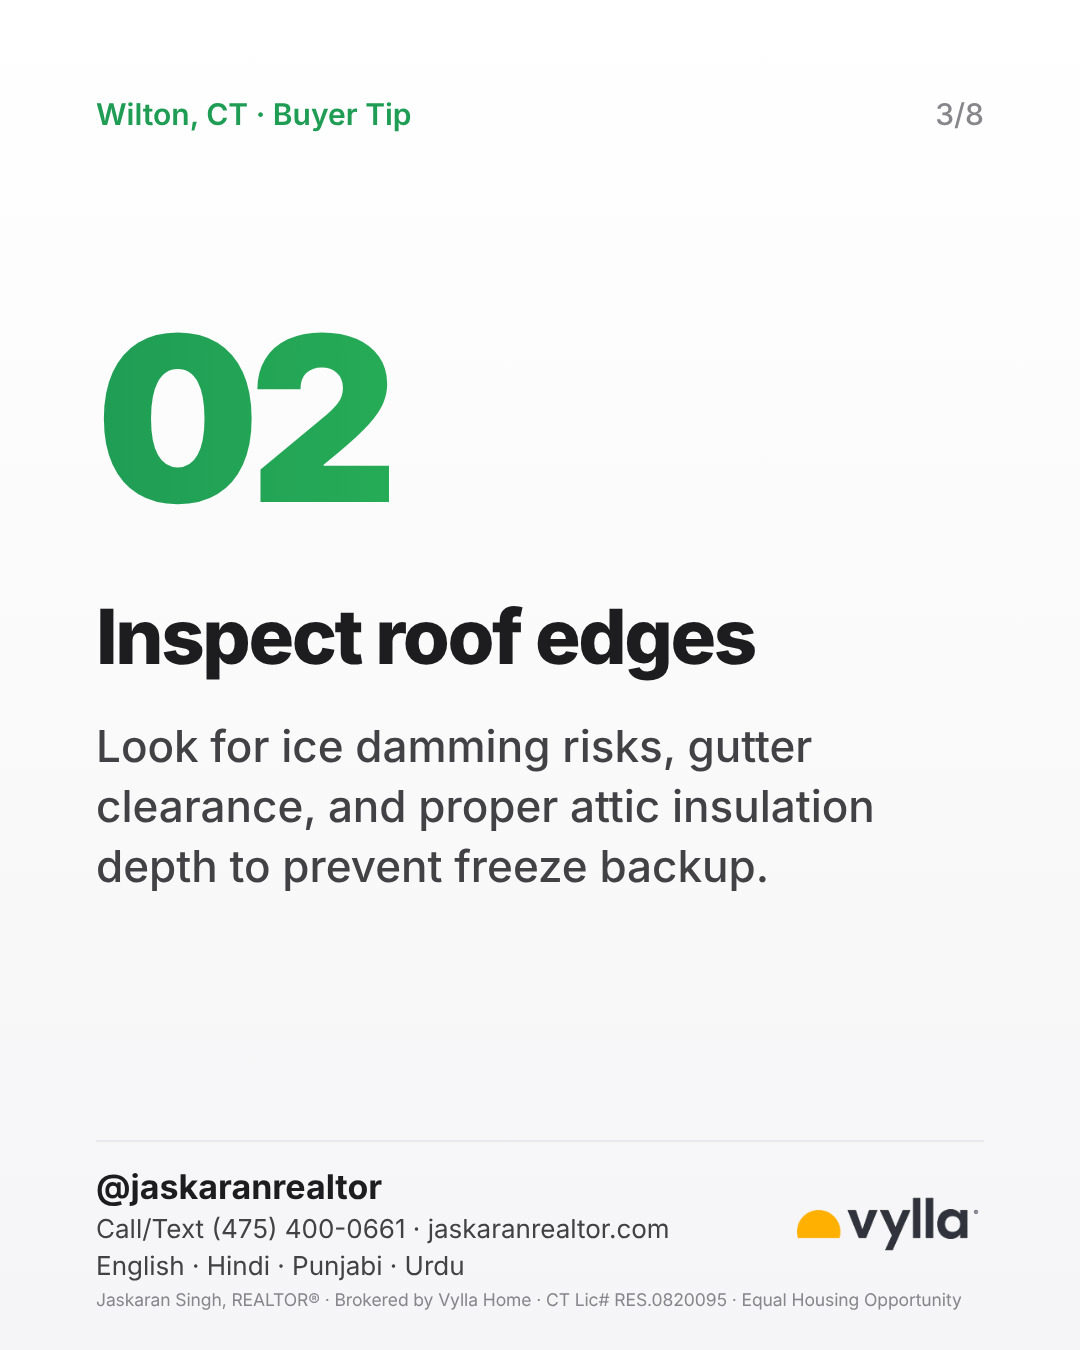 Wilton, CT · Buyer Tip
3/8
02
Inspect roof edges
Look for ice damming risks, gutter
clearance, and proper attic insulation
depth to prevent freeze backup.
@jaskaranrealtor
Call/Text (475) 400-0661 · jaskaranrealtor.com
English · Hindi · Punjabi · Urdu
Jaskaran Singh, REALTOR® · Brokered by Vylla Home · CT Lic# RES.0820095 · Equal Housing Opportunity
vylla